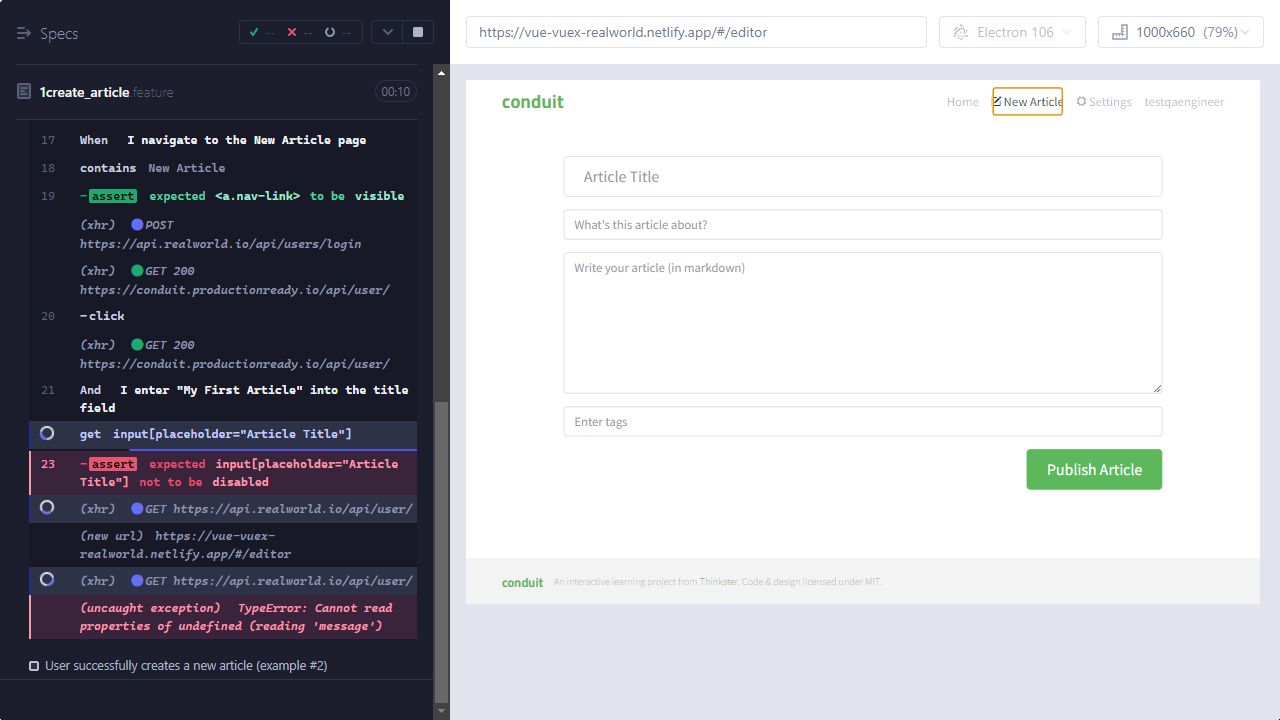 Specs
-- -- --
1create_article.feature
00:10
17 When I navigate to the New Article page
18 contains New Article
19 -assert expected <a.nav-link> to be visible
(xhr) POST
https://api.realworld.io/api/users/login
(xhr) GET 200
https://conduit.productionready.io/api/user/
20 -click
(xhr) GET 200
https://conduit.productionready.io/api/user/
21 And I enter "My First Article" into the title
field
get input[placeholder="Article Title"]
23 -assert expected input[placeholder="Article
Title"] not to be disabled
(xhr) GET https://api.realworld.io/api/user/
(new url) https://vue-vuex-
realworld.netlify.app/#/editor
(xhr) GET https://api.realworld.io/api/user/
(uncaught exception) TypeError: Cannot read
properties of undefined (reading 'message')
User successfully creates a new article (example #2)
https://vue-vuex-realworld.netlify.app/#/editor
Electron 106
1000x660 (79%)
conduit
Home
New Article
Settings
testqaengineer
Article Title
What's this article about?
Write your article (in markdown)
Enter tags
Publish Article
conduit An interactive learning project from Thinkster. Code & design licensed under MIT.